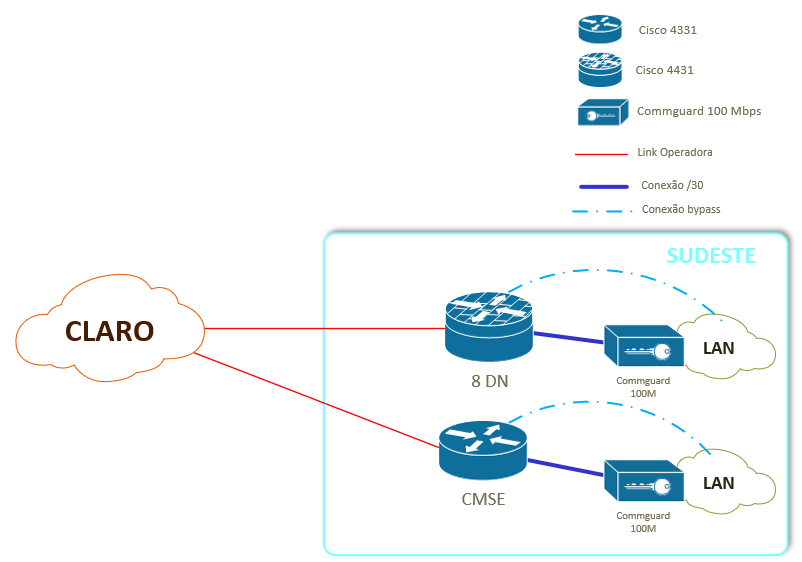 Cisco 4331
Cisco 4431
Commguard 100 Mbps
Link Operadora
Conexão /30
Conexão bypass
SUDESTE
CLARO
LAN
8 DN
Commguard
100M
LAN
CMSE
Commguard
100M